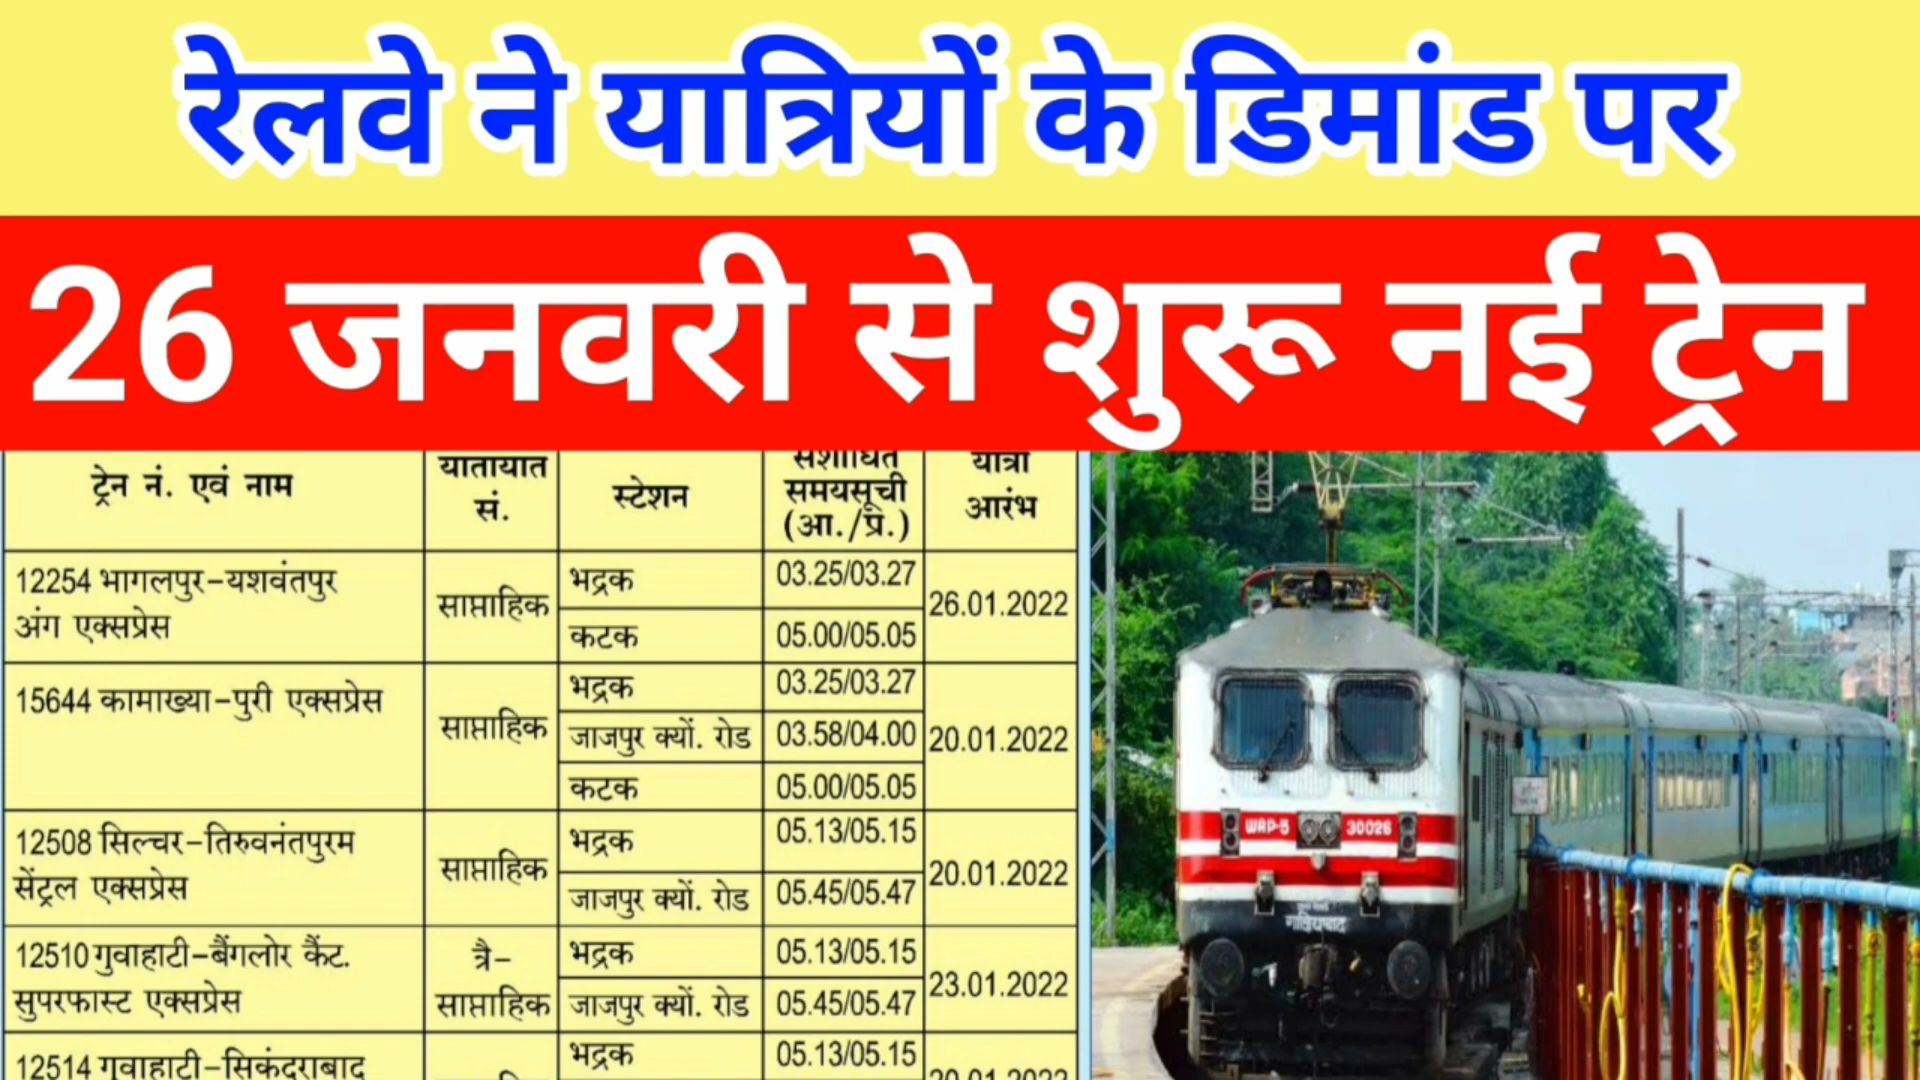 रेलवे ने यात्रियों के डिमांड पर
26 जनवरी से शुरू नई ट्रेन
ट्रेन नं. एवं नाम
यातायात
सं.
स्टेशन
संशोधित
समयसूची
(आ./प्र.)
यात्रा
आरंभ
12254 भागलपुर-यशवंतपुर
अंग एक्सप्रेस
साप्ताहिक
भद्रक
03.25/03.27
कटक
05.00/05.05
26.01.2022
15644 कामाख्या-पुरी एक्सप्रेस
साप्ताहिक
भद्रक
03.25/03.27
जाजपुर क्यों. रोड
03.58/04.00
कटक
05.00/05.05
20.01.2022
12508 सिल्चर-तिरुवनंतपुरम
सेंट्रल एक्सप्रेस
साप्ताहिक
भद्रक
05.13/05.15
जाजपुर क्यों. रोड
05.45/05.47
20.01.2022
12510 गुवाहाटी-बैंगलोर कैंट.
सुपरफास्ट एक्सप्रेस
त्रै-
साप्ताहिक
भद्रक
05.13/05.15
जाजपुर क्यों. रोड
05.45/05.47
23.01.2022
12514 गुवाहाटी-सिकंदराबाद
भद्रक
05.13/05.15
20.01.2022
WAP-5 30026
गाज़ियाबाद